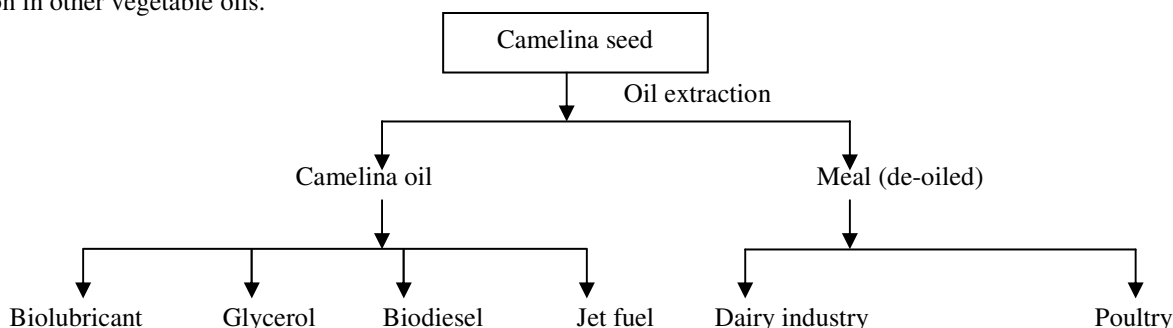 on in other vegetable oils.
Camelina seed
Oil extraction
Camelina oil
Meal (de-oiled)
Biolubricant
Glycerol
Biodiesel
Jet fuel
Dairy industry
Poultry